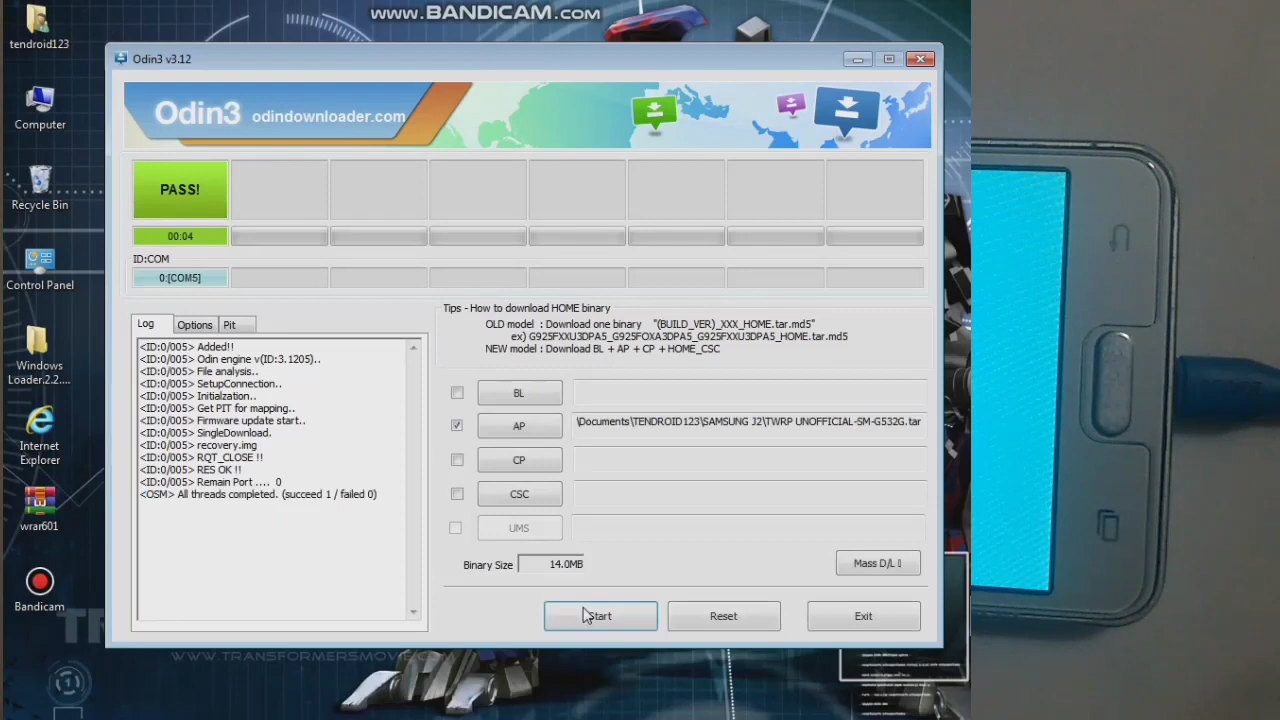 www.BANDICAM.com
tendroid123
Computer
Recycle Bin
Control Panel
Windows
Loader.2.2....
Internet
Explorer
wrar601
Bandicam
Odin3 v3.12
Odin3 odindownloader.com
PASS!
00:04
ID:COM
0:[COM5]
Log Options Pit
<ID:0/005> Added!!
<ID:0/005> Odin engine v(ID:3.1205)..
<ID:0/005> File analysis..
<ID:0/005> SetupConnection..
<ID:0/005> Initialzation..
<ID:0/005> Get PIT for mapping..
<ID:0/005> Firmware update start..
<ID:0/005> SingleDownload.
<ID:0/005> recovery.img
<ID:0/005> RQT_CLOSE !!
<ID:0/005> RES OK !!
<ID:0/005> Remain Port .... 0
<OSM> All threads completed. (succeed 1 / failed 0)
Tips - How to download HOME binary
OLD model : Download one binary "(BUILD_VER)_XXX_HOME.tar.md5"
ex) G925FXXU3DPA5_G925FOXA3DPA5_G925FXXU3DPA5_HOME.tar.md5
NEW model : Download BL + AP + CP + HOME_CSC
BL
AP \Documents\TENDROID123\SAMSUNG J2\TWRP UNOFFICIAL-SM-G532G.tar
CP
CSC
UMS
Binary Size 14.0MB
Mass D/L !
Start Reset Exit
WWW.TRANSFORMERSMOVIE.COM